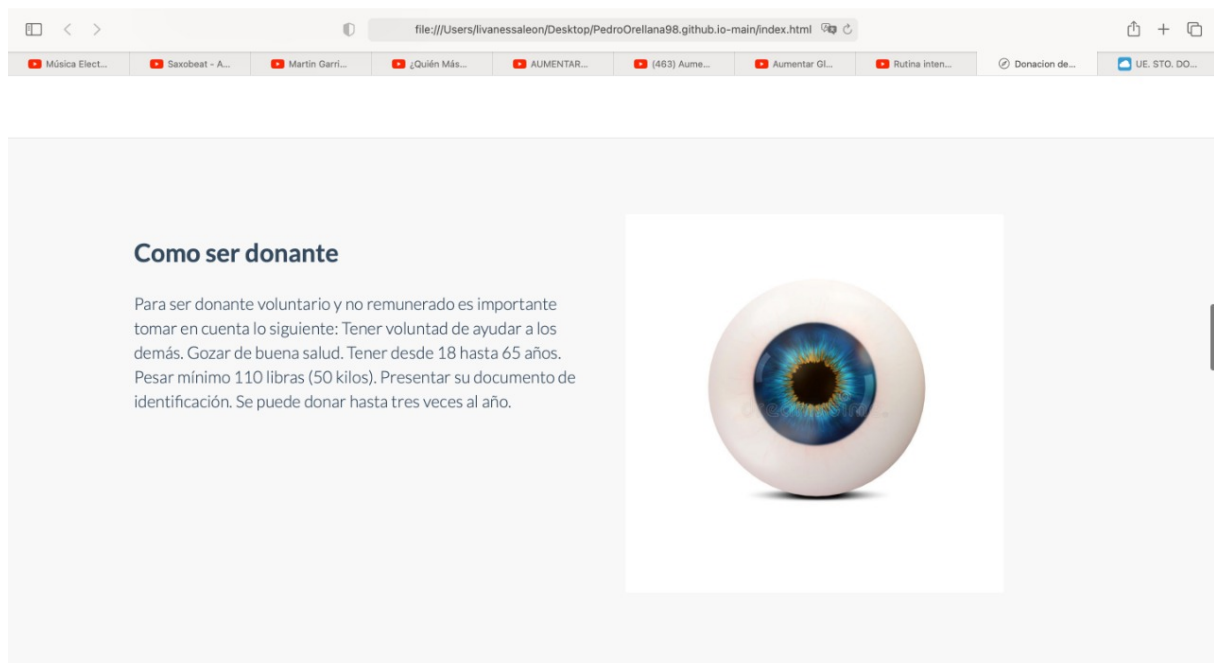 file:///Users/livanessaleon/Desktop/PedroOrellana98.github.io-main/index.html
Música Elect...
Saxobeat - A...
Martin Garri...
¿Quién Más...
AUMENTAR...
(463) Aume...
Aumentar Gl...
Rutina inten...
Donacion de...
UE. STO. DO...
Como ser donante
Para ser donante voluntario y no remunerado es importante
tomar en cuenta lo siguiente: Tener voluntad de ayudar a los
demás. Gozar de buena salud. Tener desde 18 hasta 65 años.
Pesar mínimo 110 libras (50 kilos). Presentar su documento de
identificación. Se puede donar hasta tres veces al año.